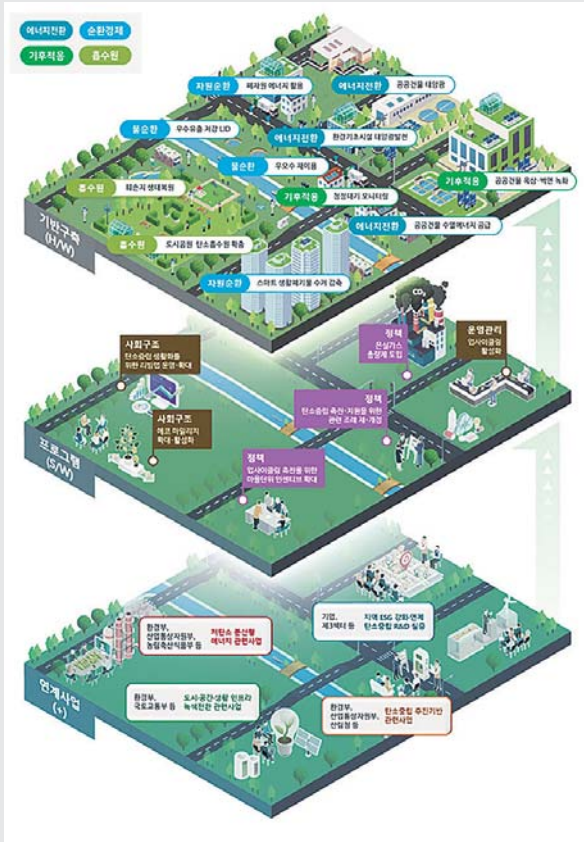 에너지전환
순환경제
기후적응
흡수원
자원순환 폐자원 에너지 활용
에너지전환 공공건물 태양광
물순환 우수유출 저감 LID
에너지전환 환경기초시설 태양광발전
물순환 우오수 재이용
흡수원 훼손지 생태복원
기후적응 청정대기 모니터링
기후적응 공공건물 옥상·벽면 녹화
흡수원 도시공원 탄소흡수원 확충
에너지전환 공공건물 수열에너지 공급
자원순환 스마트 생활폐기물 수거 감축
기반구축
(H/W)
CO₂
사회구조
탄소중립 생활화를
위한 리빙랩 운영·확대
정책
온실가스
총량제 도입
운영관리
업사이클링
활성화
사회구조
에코 마일리지
확대·활성화
정책
탄소중립 촉진·지원을 위한
관련 조례 제·개정
정책
업사이클링 촉진을 위한
마을단위 인센티브 확대
프로그램
(S/W)
환경부,
산업통상자원부,
농림축산식품부 등
저탄소 분산형
에너지 관련사업
기업,
제3섹터 등
지역 ESG 강화·연계
탄소중립 R&D 실증
환경부,
국토교통부 등
도시·공간·생활 인프라
녹색전환 관련사업
환경부,
산업통상자원부,
산림청 등
탄소중립 추진기반
관련사업
연계사업
(+)